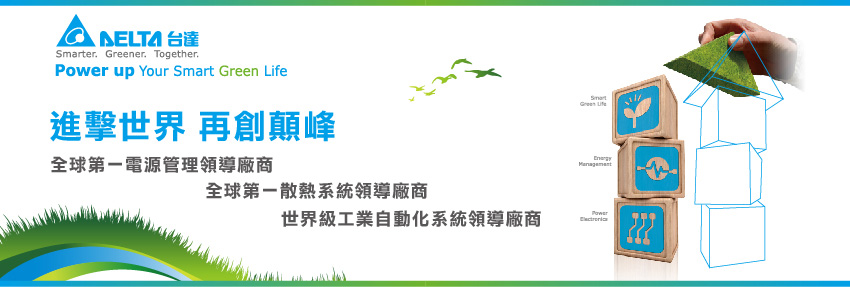 DELTA 台達
Smarter. Greener. Together.
Power up Your Smart Green Life
進擊世界 再創顛峰
全球第一電源管理領導廠商
全球第一散熱系統領導廠商
世界級工業自動化系統領導廠商
Smart
Green Life
Energy
Management
Power
Electronics